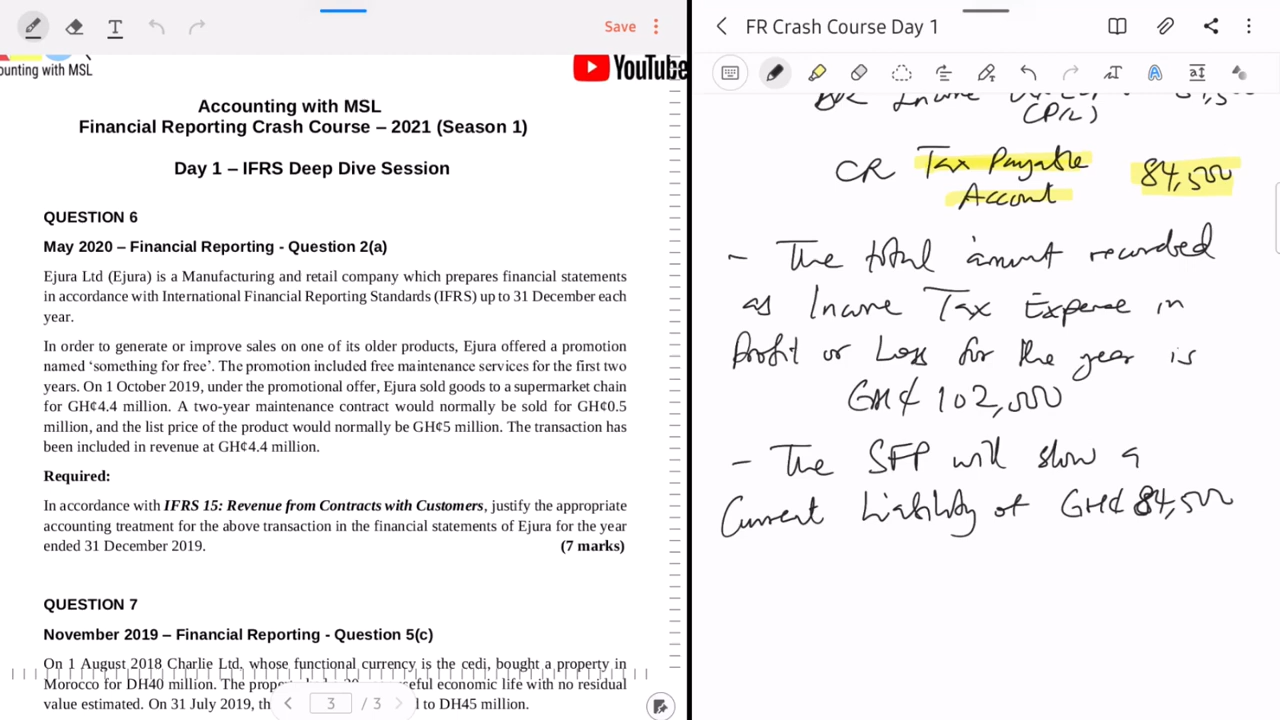 Save
FR Crash Course Day 1
ounting with MSL
YouTube
Accounting with MSL
Financial Reporting Crash Course – 2021 (Season 1)
Day 1 – IFRS Deep Dive Session
QUESTION 6
May 2020 – Financial Reporting - Question 2(a)
Ejura Ltd (Ejura) is a Manufacturing and retail company which prepares financial statements
in accordance with International Financial Reporting Standards (IFRS) up to 31 December each
year.
In order to generate or improve sales on one of its older products, Ejura offered a promotion
named ‘something for free’. The promotion included free maintenance services for the first two
years. On 1 October 2019, under the promotional offer, Ejura sold goods to a supermarket chain
for GH¢4.4 million. A two-year maintenance contract would normally be sold for GH¢0.5
million, and the list price of the product would normally be GH¢5 million. The transaction has
been included in revenue at GH¢4.4 million.
Required:
In accordance with IFRS 15: Revenue from Contracts with Customers, justify the appropriate
accounting treatment for the above transaction in the financial statements of Ejura for the year
ended 31 December 2019. (7 marks)
QUESTION 7
November 2019 – Financial Reporting - Question 5(c)
On 1 August 2018 Charlie Ltd, whose functional currency is the cedi, bought a property in
Morocco for DH40 million. The eful economic life with no residual
value estimated. On 31 July 2019, th to DH45 million.
3 / 3
(P/L)
CR Tax Payable 84,500
Account
- The total amount recorded
as Income Tax Expense in
Profit or Loss for the year is
GH¢ 102,000
- The SFP will show a
Current Liability of GH¢ 84,500